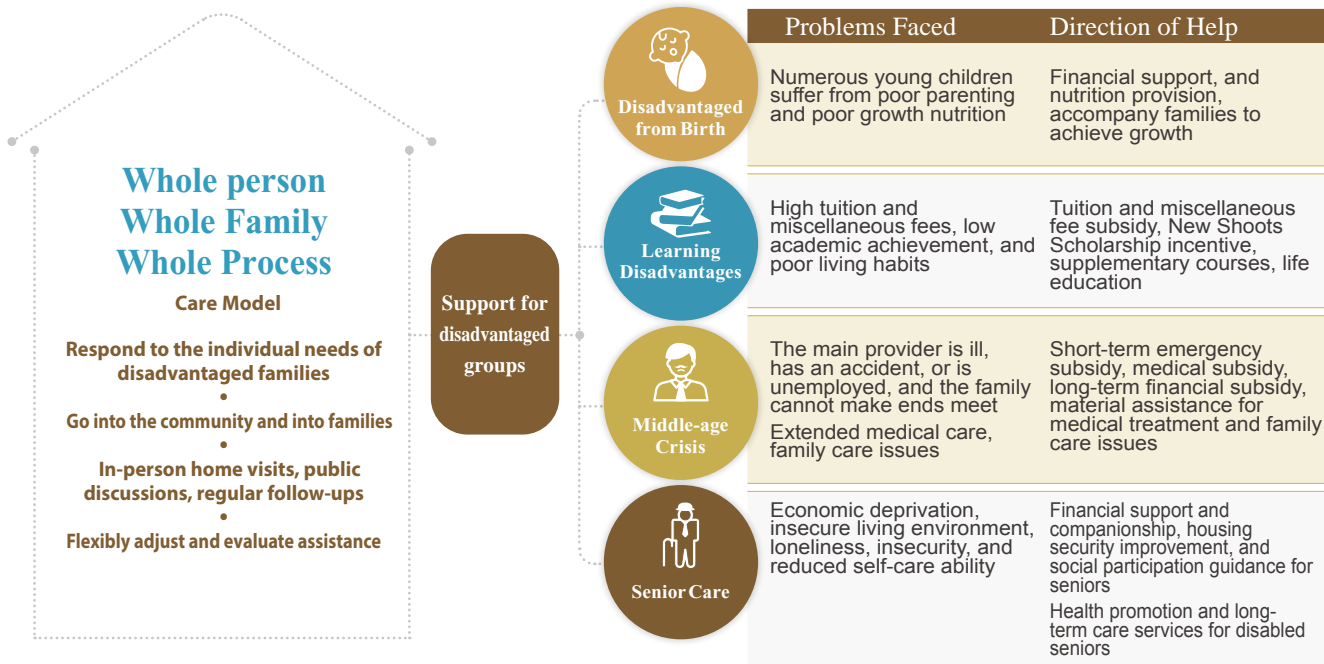 Whole person
Whole Family
Whole Process
Care Model
Respond to the individual needs of
disadvantaged families
•
Go into the community and into families
•
In-person home visits, public
discussions, regular follow-ups
•
Flexibly adjust and evaluate assistance
Support for
disadvantaged
groups
Problems Faced
Direction of Help
Disadvantaged
from Birth
Numerous young children
suffer from poor parenting
and poor growth nutrition
Financial support, and
nutrition provision,
accompany families to
achieve growth
Learning
Disadvantages
High tuition and
miscellaneous fees, low
academic achievement, and
poor living habits
Tuition and miscellaneous
fee subsidy, New Shoots
Scholarship incentive,
supplementary courses, life
education
Middle-age
Crisis
The main provider is ill,
has an accident, or is
unemployed, and the family
cannot make ends meet
Extended medical care,
family care issues
Short-term emergency
subsidy, medical subsidy,
long-term financial subsidy,
material assistance for
medical treatment and family
care issues
Senior Care
Economic deprivation,
insecure living environment,
loneliness, insecurity, and
reduced self-care ability
Financial support and
companionship, housing
security improvement, and
social participation guidance for
seniors
Health promotion and long-
term care services for disabled
seniors